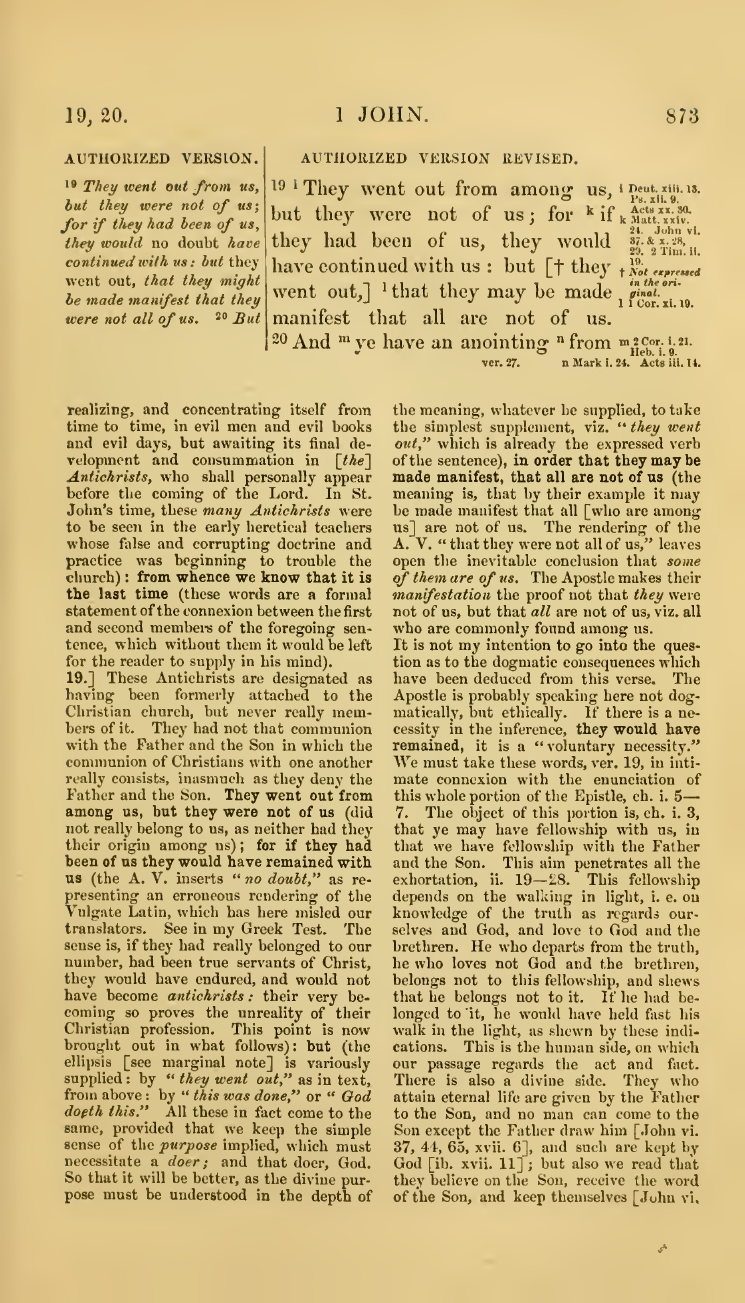 19, 20.
1 JOHN.
873
AUTHORIZED VERSION.
19 They went out from us,
but they were not of us;
for if they had been of us,
they would no doubt have
continued with us: but they
went out, that they might
be made manifest that they
were not all of us. 20 But
AUTHORIZED VERSION REVISED.
19 i They went out from among us,
but they were not of us; for k if
they had been of us, they would
have continued with us: but [† they
went out,] l that they may be made
manifest that all are not of us.
20 And m ye have an anointing n from
i Deut. xiii. 13.
Ps. xli. 9.
Acts xx. 30.
k Matt. xxiv.
24. John vi.
37. & x. 28,
29. 2 Tim. ii.
19.
† Not expressed
in the ori-
ginal.
l 1 Cor. xi. 19.
m 2 Cor. i. 21.
Heb. i. 9.
ver. 27.
n Mark i. 24. Acts iii. 14.
realizing, and concentrating itself from
time to time, in evil men and evil books
and evil days, but awaiting its final de-
velopment and consummation in [the]
Antichrists, who shall personally appear
before the coming of the Lord. In St.
John's time, these many Antichrists were
to be seen in the early heretical teachers
whose false and corrupting doctrine and
practice was beginning to trouble the
church): from whence we know that it is
the last time (these words are a formal
statement of the connexion between the first
and second members of the foregoing sen-
tence, which without them it would be left
for the reader to supply in his mind).
19.] These Antichrists are designated as
having been formerly attached to the
Christian church, but never really mem-
bers of it. They had not that communion
with the Father and the Son in which the
communion of Christians with one another
really consists, inasmuch as they deny the
Father and the Son. They went out from
among us, but they were not of us (did
not really belong to us, as neither had they
their origin among us); for if they had
been of us they would have remained with
us (the A. V. inserts "no doubt," as re-
presenting an erroneous rendering of the
Vulgate Latin, which has here misled our
translators. See in my Greek Test. The
sense is, if they had really belonged to our
number, had been true servants of Christ,
they would have endured, and would not
have become antichrists: their very be-
coming so proves the unreality of their
Christian profession. This point is now
brought out in what follows): but (the
ellipsis [see marginal note] is variously
supplied: by "they went out," as in text,
from above: by "this was done," or "God
doeth this." All these in fact come to the
same, provided that we keep the simple
sense of the purpose implied, which must
necessitate a doer; and that doer, God.
So that it will be better, as the divine pur-
pose must be understood in the depth of
the meaning, whatever be supplied, to take
the simplest supplement, viz. "they went
out," which is already the expressed verb
of the sentence), in order that they may be
made manifest, that all are not of us (the
meaning is, that by their example it may
be made manifest that all [who are among
us] are not of us. The rendering of the
A. V. "that they were not all of us," leaves
open the inevitable conclusion that some
of them are of us. The Apostle makes their
manifestation the proof not that they were
not of us, but that all are not us, viz. all
who are commonly found among us.
It is not my intention to go into the ques-
tion as to the dogmatic consequences which
have been deduced from this verse. The
Apostle is probably speaking here not dog-
matically, but ethically. If there is a ne-
cessity in the inference, they would have
remained, it is a "voluntary necessity."
We must take these words, ver. 19, in inti-
mate connexion with the enunciation of
this whole portion of the Epistle, ch. i. 5—
7. The object of this portion is, ch. i. 3,
that ye may have fellowship with us, in
that we have fellowship with the Father
and the Son. This aim penetrates all the
exhortation, ii. 19—28. This fellowship
depends on the walking in light, i. e. on
knowledge of the truth as regards our-
selves and God, and love to God and the
brethren. He who departs from the truth,
he who loves not God and the brethren,
belongs not to this fellowship, and shews
that he belongs not to it. If he had be-
longed to it, he would have held fast his
walk in the light, as shewn by these indi-
cations. This is the human side, on which
our passage regards the act and fact.
There is also a divine side. They who
attain eternal life are given by the Father
to the Son, and no man can come to the
Son except the Father draw him [John vi.
37, 44, 65, xvii. 6], and such are kept by
God [ib. xvii. 11]; but also we read that
they believe on the Son, receive the word
of the Son, and keep themselves [John vi.